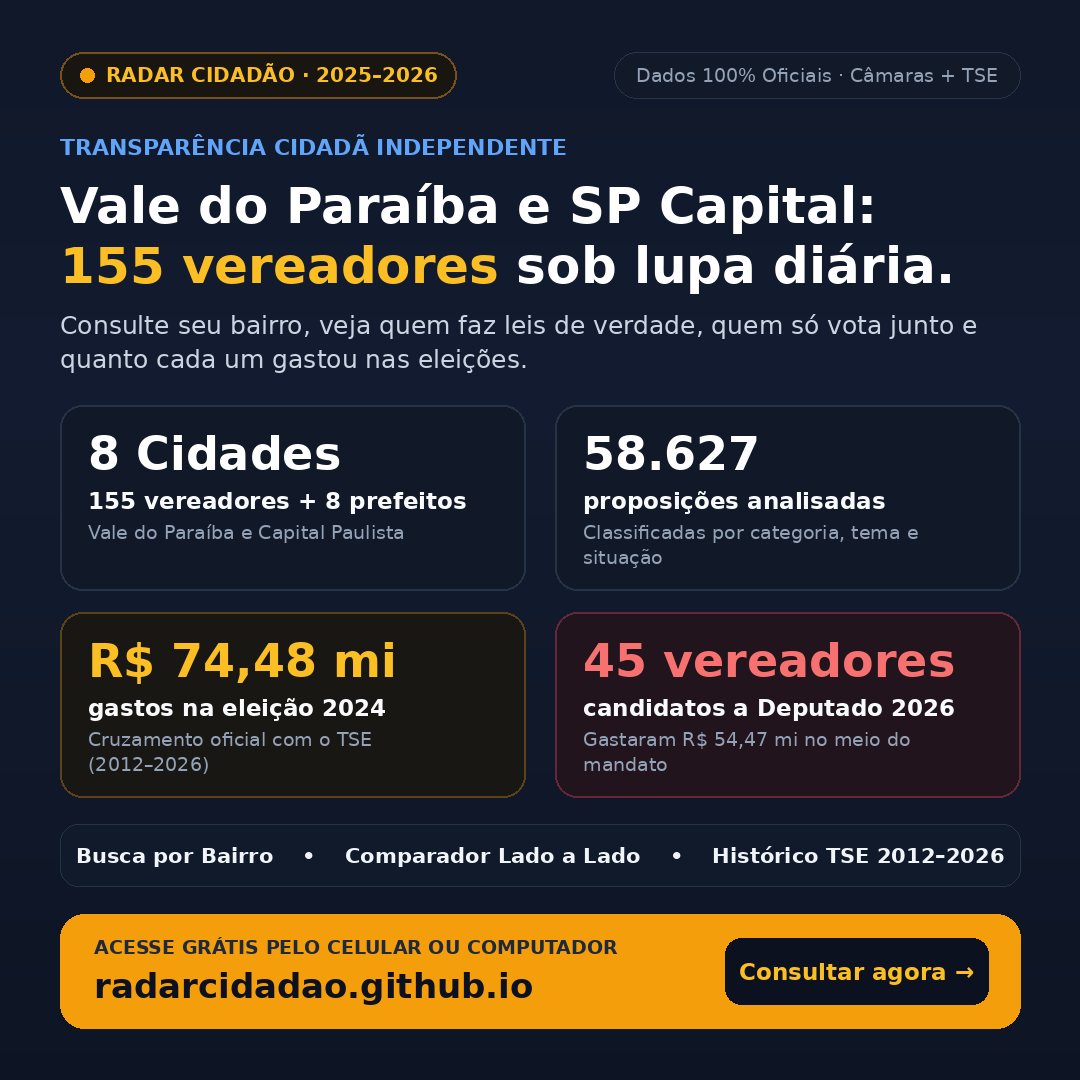 RADAR CIDADÃO · 2025–2026
Dados 100% Oficiais · Câmaras + TSE
TRANSPARÊNCIA CIDADÃ INDEPENDENTE
Vale do Paraíba e SP Capital:
155 vereadores sob lupa diária.
Consulte seu bairro, veja quem faz leis de verdade, quem só vota junto e
quanto cada um gastou nas eleições.
8 Cidades
155 vereadores + 8 prefeitos
Vale do Paraíba e Capital Paulista
58.627
proposições analisadas
Classificadas por categoria, tema e
situação
R$ 74,48 mi
gastos na eleição 2024
Cruzamento oficial com o TSE
(2012–2026)
45 vereadores
candidatos a Deputado 2026
Gastaram R$ 54,47 mi no meio do
mandato
Busca por Bairro • Comparador Lado a Lado • Histórico TSE 2012–2026
ACESSE GRÁTIS PELO CELULAR OU COMPUTADOR
radarcidadao.github.io
Consultar agora →